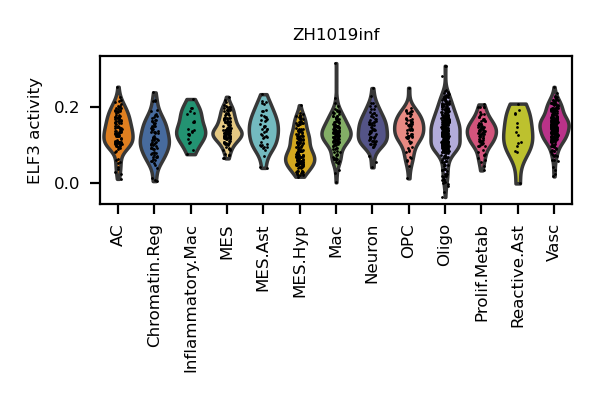 ZH1019inf
ELF3 activity
0.2
0.0
AC
Chromatin.Reg
Inflammatory.Mac
MES
MES.Ast
MES.Hyp
Mac
Neuron
OPC
Oligo
Prolif.Metab
Reactive.Ast
Vasc